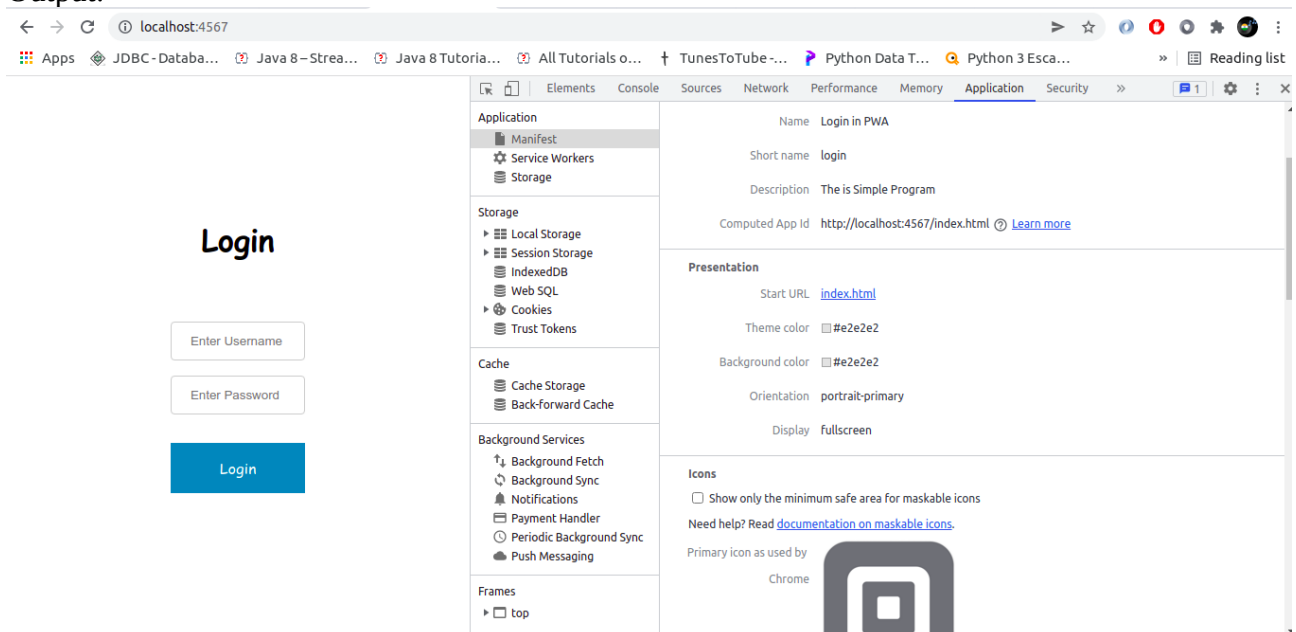 Output:
localhost:4567
Apps JDBC - Databa... Java 8 – Strea... Java 8 Tutoria... All Tutorials o... TunesToTube -... Python Data T... Python 3 Esca... » Reading list
Elements Console Sources Network Performance Memory Application Security » 1
Login
Enter Username
Enter Password
Login
Application
Manifest
Service Workers
Storage
Storage
Local Storage
Session Storage
IndexedDB
Web SQL
Cookies
Trust Tokens
Cache
Cache Storage
Back-forward Cache
Background Services
Background Fetch
Background Sync
Notifications
Payment Handler
Periodic Background Sync
Push Messaging
Frames
top
Name Login in PWA
Short name login
Description The is Simple Program
Computed App Id http://localhost:4567/index.html Learn more
Presentation
Start URL index.html
Theme color #e2e2e2
Background color #e2e2e2
Orientation portrait-primary
Display fullscreen
Icons
Show only the minimum safe area for maskable icons
Need help? Read documentation on maskable icons.
Primary icon as used by
Chrome